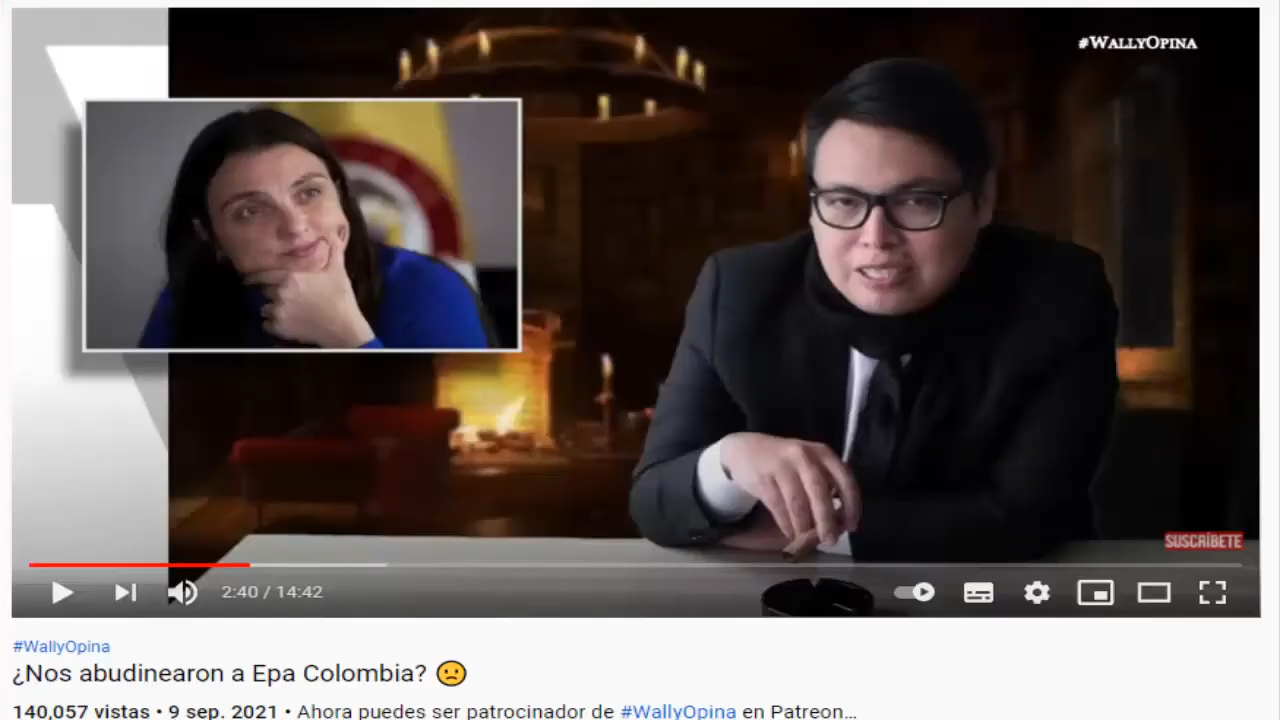 #WALLYOPINA
SUSCRÍBETE
2:40 / 14:42
#WallyOpina
¿Nos abudinearon a Epa Colombia? 😟
140,057 vistas • 9 sep. 2021 • Ahora puedes ser patrocinador de #WallyOpina en Patreon...